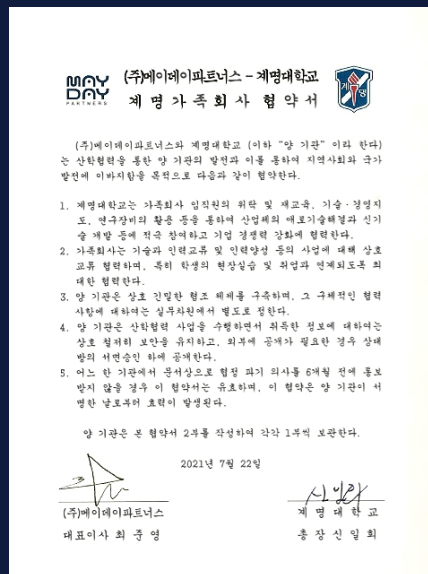 MAY
DAY
PARTNERS
(주)메이데이파트너스 - 계명대학교
계명가족회사 협약서
계명
(주)메이데이파트너스와 계명대학교 (이하 "양 기관" 이라 한다)
는 산학협력을 통한 양 기관의 발전과 이를 통하여 지역사회와 국가
발전에 이바지함을 목적으로 다음과 같이 협약한다.
1. 계명대학교는 가족회사 임직원의 위탁 및 재교육, 기술·경영지
도, 연구장비의 활용 등을 통하여 산업체의 애로기술해결과 신기
술 개발 등에 적극 참여하고 기업 경쟁력 강화에 협력한다.
2. 가족회사는 기술과 인력교류 및 인력양성 등의 사업에 대해 상호
교류 협력하며, 특히 학생의 현장실습 및 취업과 연계되도록 최
대한 협력한다.
3. 양 기관은 상호 긴밀한 협조 체제를 구축하며, 그 구체적인 협력
사항에 대하여는 실무차원에서 별도로 정한다.
4. 양 기관은 산학협력 사업을 수행하면서 취득한 정보에 대하여는
상호 철저히 보안을 유지하고, 외부에 공개가 필요한 경우 상대
방의 서면승인 하에 공개한다.
5. 어느 한 기관에서 문서상으로 협정 파기 의사를 6개월 전에 통보
받지 않을 경우 이 협약서는 유효하며, 이 협약은 양 기관이 서
명한 날로부터 효력이 발생된다.
양 기관은 본 협약서 2부를 작성하여 각각 1부씩 보관한다.
2021년 7월 22일
(주)메이데이파트너스
대표이사 최준영
계명대학교
총장신일희